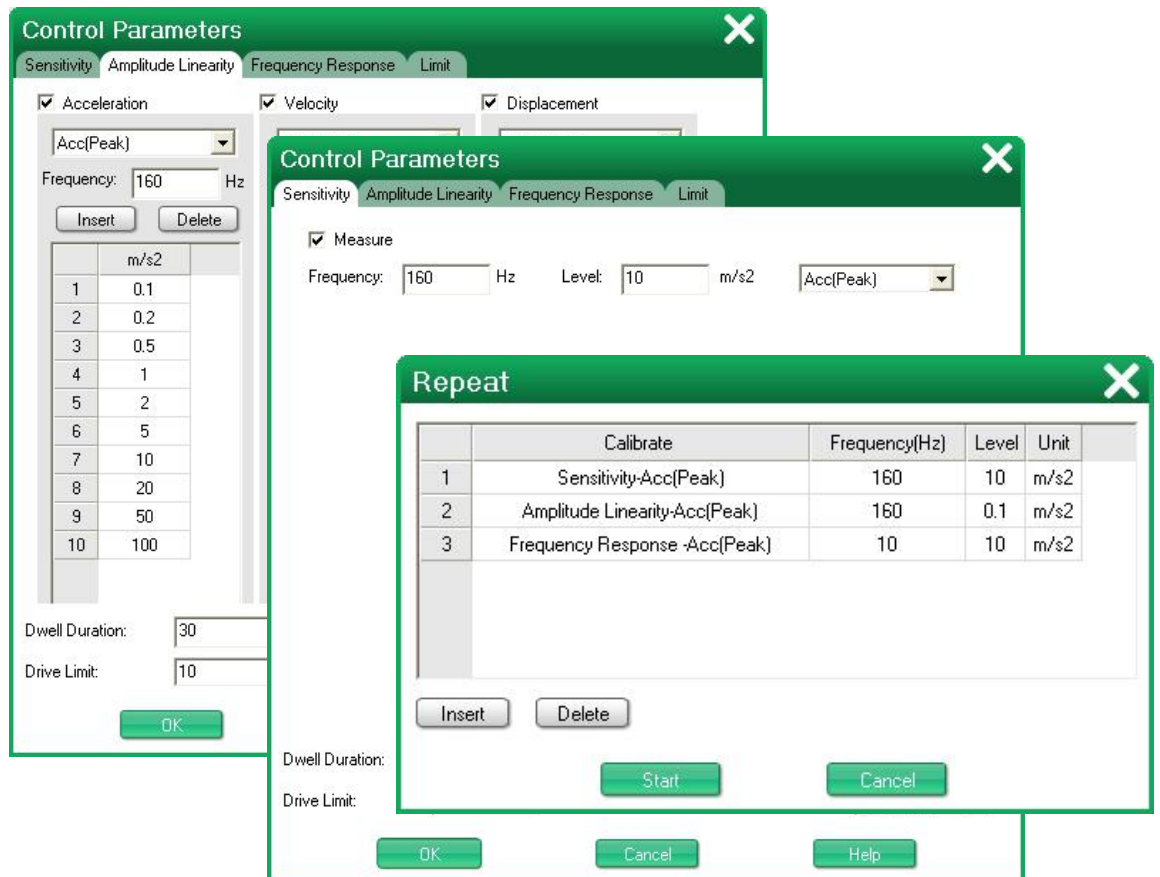 Control Parameters
Sensitivity Amplitude Linearity Frequency Response Limit
Acceleration Velocity Displacement
Acc(Peak)
Frequency: 160 Hz
Insert Delete
m/s2
1 0.1
2 0.2
3 0.5
4 1
5 2
6 5
7 10
8 20
9 50
10 100
Dwell Duration: 30
Drive Limit: 10
OK
Control Parameters
Sensitivity Amplitude Linearity Frequency Response Limit
Measure
Frequency: 160 Hz Level: 10 m/s2 Acc(Peak)
Dwell Duration:
Drive Limit:
OK Cancel Help
Repeat
Calibrate Frequency(Hz) Level Unit
1 Sensitivity-Acc(Peak) 160 10 m/s2
2 Amplitude Linearity-Acc(Peak) 160 0.1 m/s2
3 Frequency Response -Acc(Peak) 10 10 m/s2
Insert Delete
Start Cancel